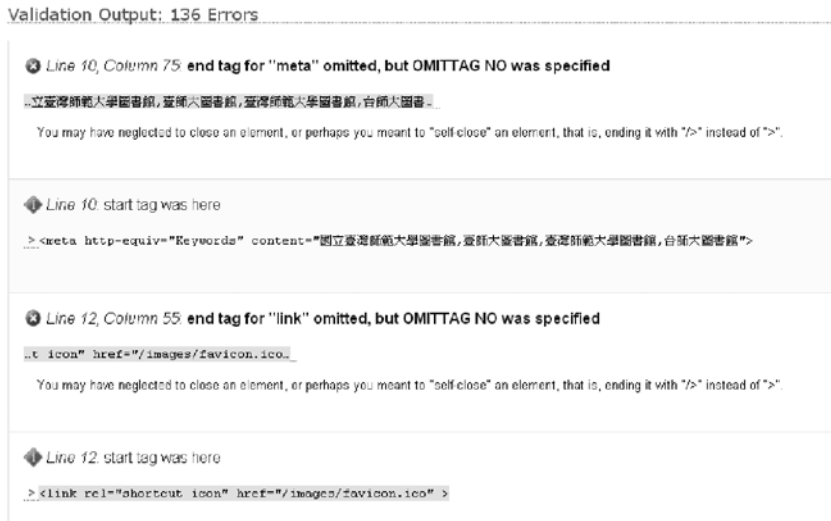 Validation Output: 136 Errors
Line 10, Column 75: end tag for "meta" omitted, but OMITTAG NO was specified
…立臺灣師範大學圖書館,臺師大圖書館,臺灣師範大學圖書館,台師大圖書…
You may have neglected to close an element, or perhaps you meant to "self-close" an element, that is, ending it with "/>" instead of ">".
Line 10: start tag was here
><meta http-equiv="Keywords" content="國立臺灣師範大學圖書館,臺師大圖書館,臺灣師範大學圖書館,台師大圖書館">
Line 12, Column 55: end tag for "link" omitted, but OMITTAG NO was specified
…t icon" href="/images/favicon.ico…
You may have neglected to close an element, or perhaps you meant to "self-close" an element, that is, ending it with "/>" instead of ">".
Line 12: start tag was here
><link rel="shortcut icon" href="/images/favicon.ico" >